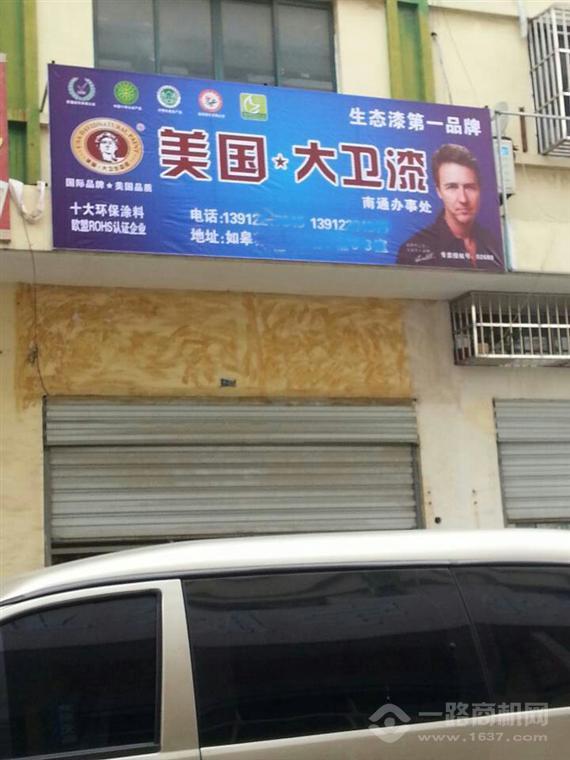 生态漆第一品牌
美国★大卫漆
国际品牌★美国品质
南通办事处
十大环保涂料
欧盟ROHS认证企业
电话:13912 13912
地址:如皋
一路商机网
www.1637.com